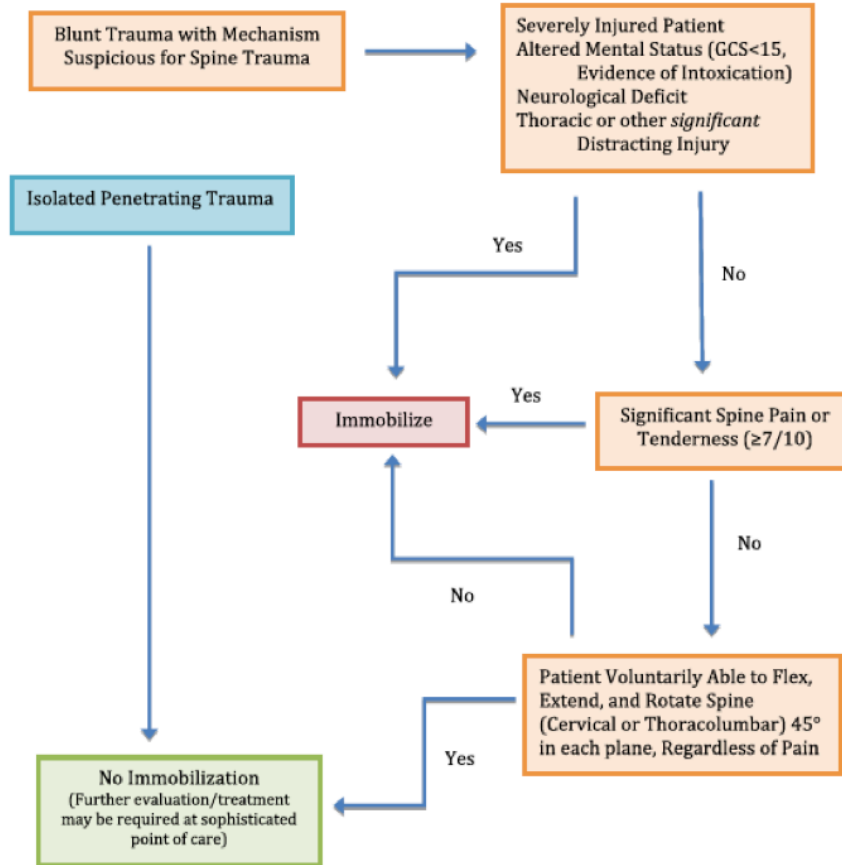 Blunt Trauma with Mechanism
Suspicious for Spine Trauma
Severely Injured Patient
Altered Mental Status (GCS<15,
Evidence of Intoxication)
Neurological Deficit
Thoracic or other significant
Distracting Injury
Isolated Penetrating Trauma
Yes
No
Immobilize
Yes
Significant Spine Pain or
Tenderness (≥7/10)
No
No
Patient Voluntarily Able to Flex,
Extend, and Rotate Spine
(Cervical or Thoracolumbar) 45°
in each plane, Regardless of Pain
Yes
No Immobilization
(Further evaluation/treatment
may be required at sophisticated
point of care)